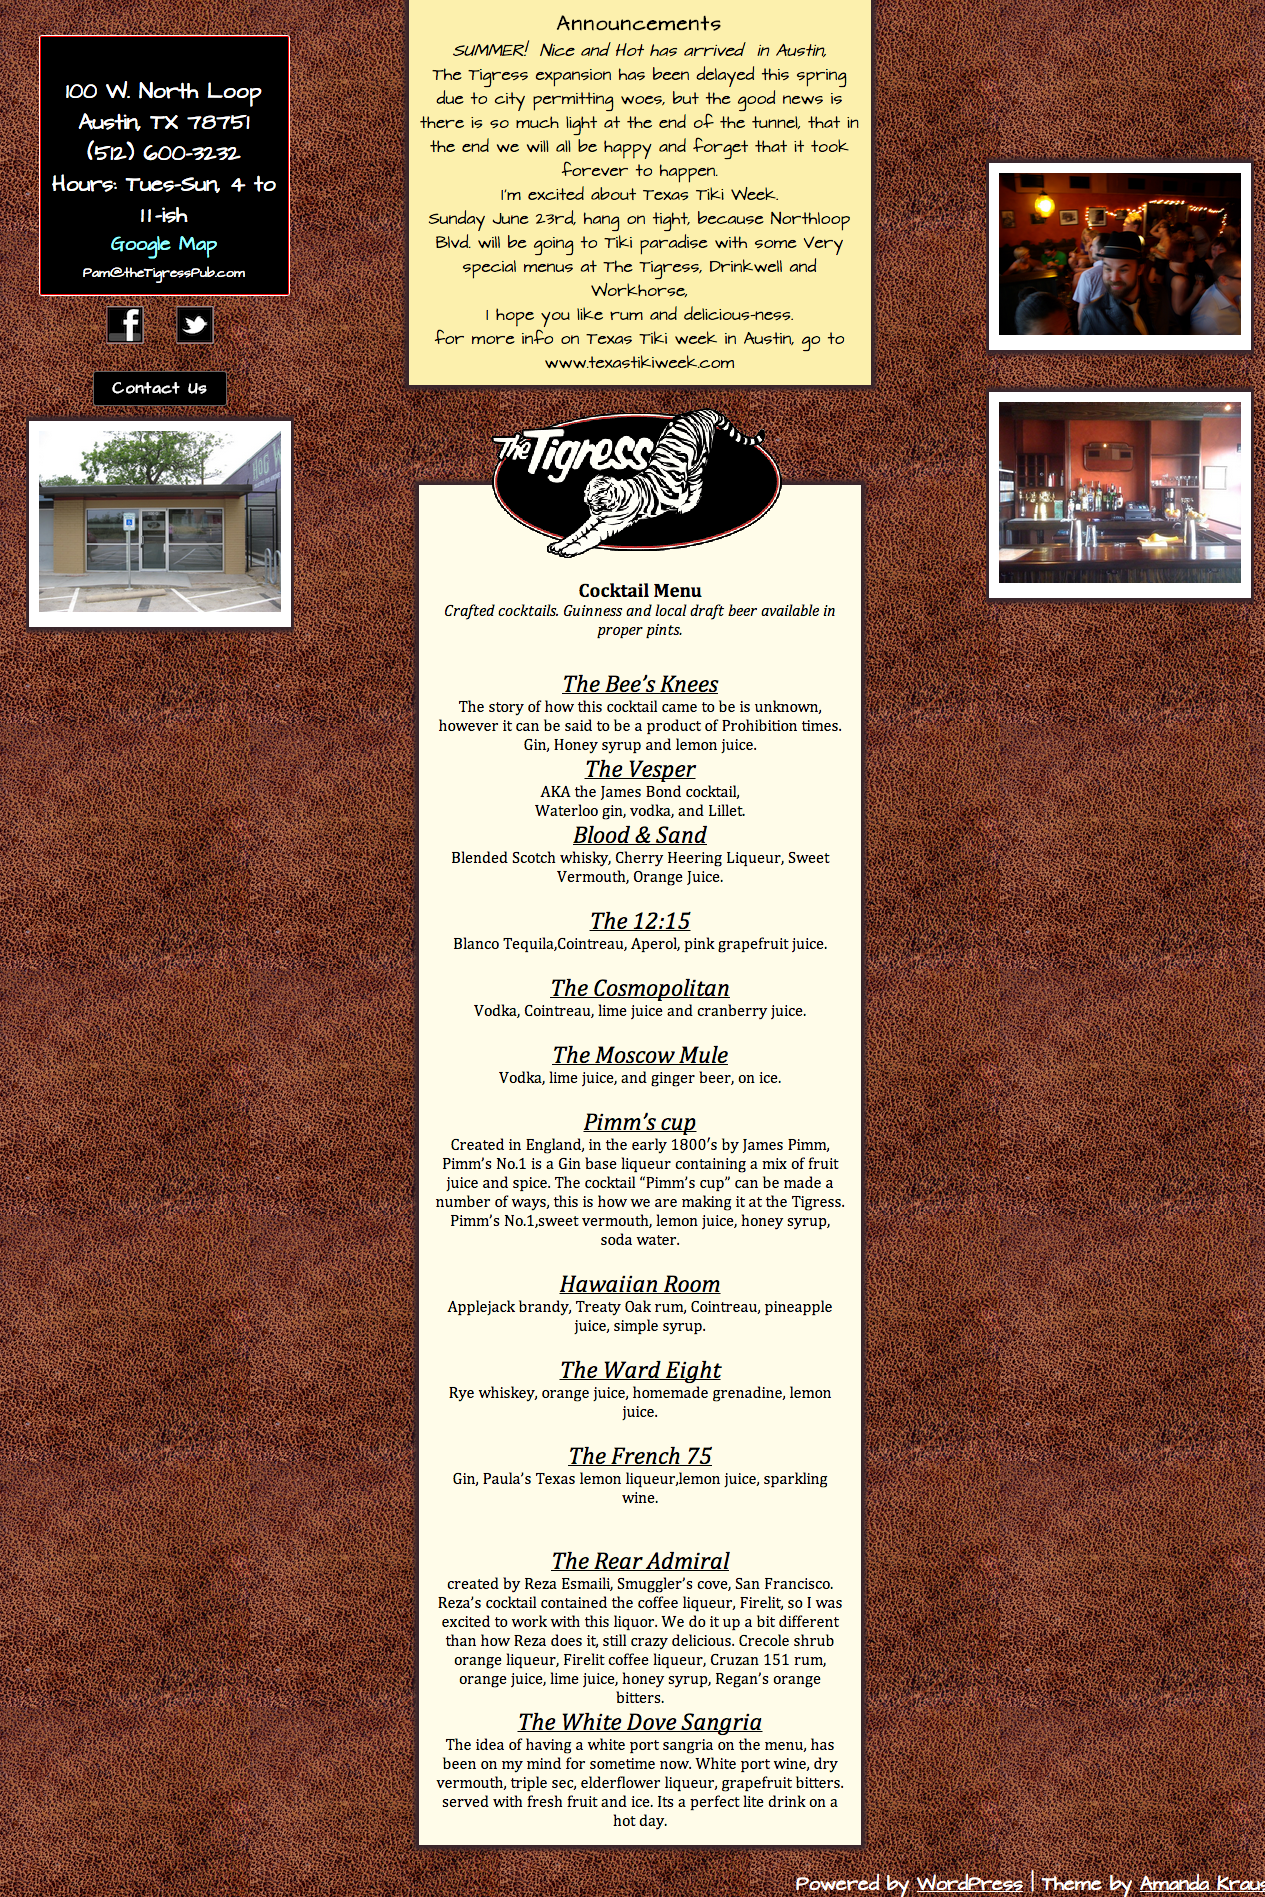 100 W. North Loop
Austin, TX 78751
(512) 600-3232
Hours: Tues-Sun, 4 to
11-ish
Google Map
Pam@theTigressPub.com
Contact Us
Announcements
SUMMER! Nice and Hot has arrived in Austin,
The Tigress expansion has been delayed this spring
due to city permitting woes, but the good news is
there is so much light at the end of the tunnel, that in
the end we will all be happy and forget that it took
forever to happen.
I'm excited about Texas Tiki Week.
Sunday June 23rd, hang on tight, because Northloop
Blvd. will be going to Tiki paradise with some Very
special menus at The Tigress, Drinkwell and
Workhorse,
I hope you like rum and delicious-ness.
for more info on Texas Tiki week in Austin, go to
www.texastikiweek.com
The Tigress
Cocktail Menu
Crafted cocktails. Guinness and local draft beer available in
proper pints.
The Bee’s Knees
The story of how this cocktail came to be is unknown,
however it can be said to be a product of Prohibition times.
Gin, Honey syrup and lemon juice.
The Vesper
AKA the James Bond cocktail,
Waterloo gin, vodka, and Lillet.
Blood & Sand
Blended Scotch whisky, Cherry Heering Liqueur, Sweet
Vermouth, Orange Juice.
The 12:15
Blanco Tequila,Cointreau, Aperol, pink grapefruit juice.
The Cosmopolitan
Vodka, Cointreau, lime juice and cranberry juice.
The Moscow Mule
Vodka, lime juice, and ginger beer, on ice.
Pimm’s cup
Created in England, in the early 1800′s by James Pimm,
Pimm’s No.1 is a Gin base liqueur containing a mix of fruit
juice and spice. The cocktail “Pimm’s cup” can be made a
number of ways, this is how we are making it at the Tigress.
Pimm’s No.1,sweet vermouth, lemon juice, honey syrup,
soda water.
Hawaiian Room
Applejack brandy, Treaty Oak rum, Cointreau, pineapple
juice, simple syrup.
The Ward Eight
Rye whiskey, orange juice, homemade grenadine, lemon
juice.
The French 75
Gin, Paula’s Texas lemon liqueur,lemon juice, sparkling
wine.
The Rear Admiral
created by Reza Esmaili, Smuggler’s cove, San Francisco.
Reza’s cocktail contained the coffee liqueur, Firelit, so I was
excited to work with this liquor. We do it up a bit different
than how Reza does it, still crazy delicious. Crecole shrub
orange liqueur, Firelit coffee liqueur, Cruzan 151 rum,
orange juice, lime juice, honey syrup, Regan’s orange
bitters.
The White Dove Sangria
The idea of having a white port sangria on the menu, has
been on my mind for sometime now. White port wine, dry
vermouth, triple sec, elderflower liqueur, grapefruit bitters.
served with fresh fruit and ice. Its a perfect lite drink on a
hot day.
Powered by WordPress | Theme by Amanda Kraus